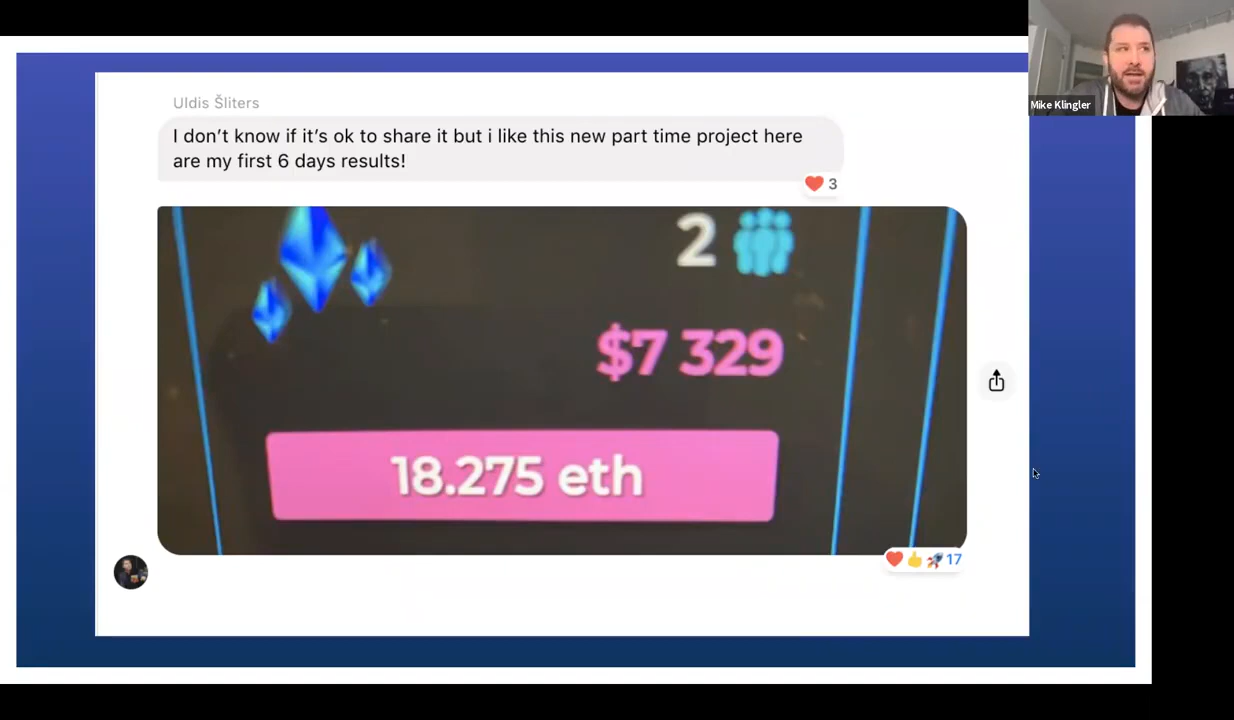 Mike Klingler
Uldis Šliters
I don't know if it's ok to share it but i like this new part time project here
are my first 6 days results!
3
2
$7 329
18.275 eth
17